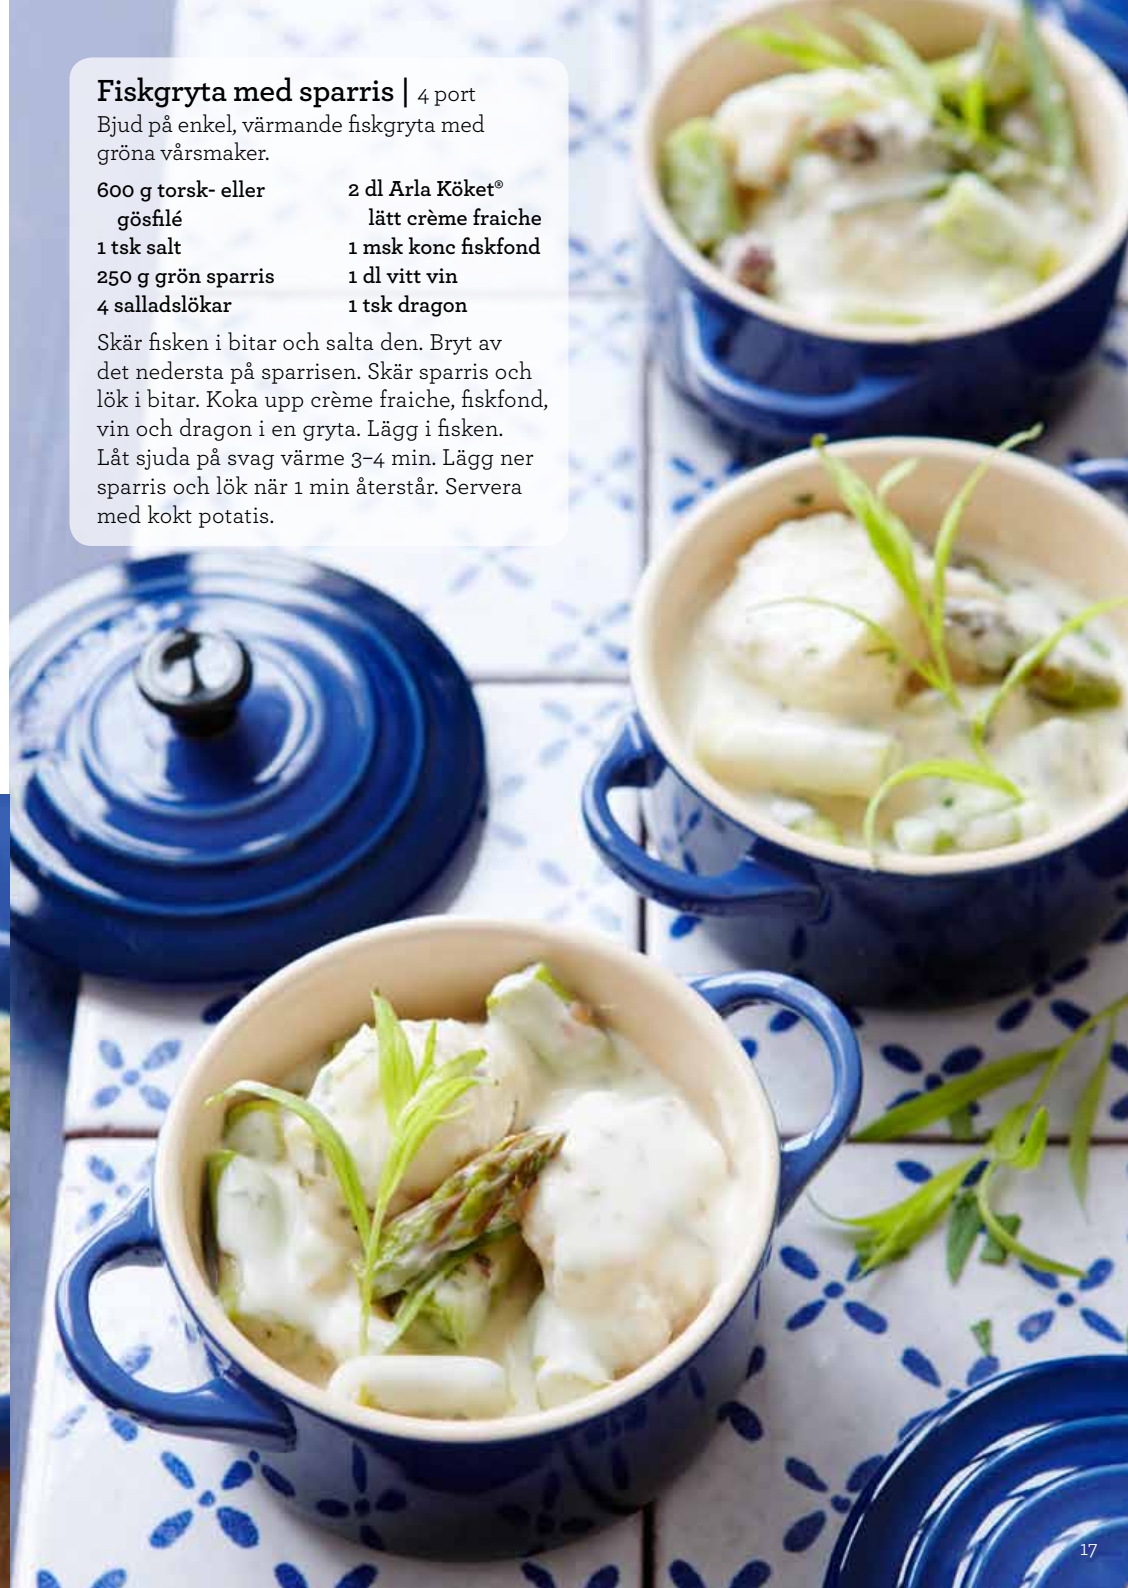 Fiskgryta med sparris | 4 port
Bjud på enkel, värmande fiskgryta med
gröna vårsmaker.
600 g torsk- eller
gösfilé
1 tsk salt
250 g grön sparris
4 salladslökar
2 dl Arla Köket®
lätt crème fraiche
1 msk konc fiskfond
1 dl vitt vin
1 tsk dragon
Skär fisken i bitar och salta den. Bryt av
det nedersta på sparrisen. Skär sparris och
lök i bitar. Koka upp crème fraiche, fiskfond,
vin och dragon i en gryta. Lägg i fisken.
Låt sjuda på svag värme 3–4 min. Lägg ner
sparris och lök när 1 min återstår. Servera
med kokt potatis.
17